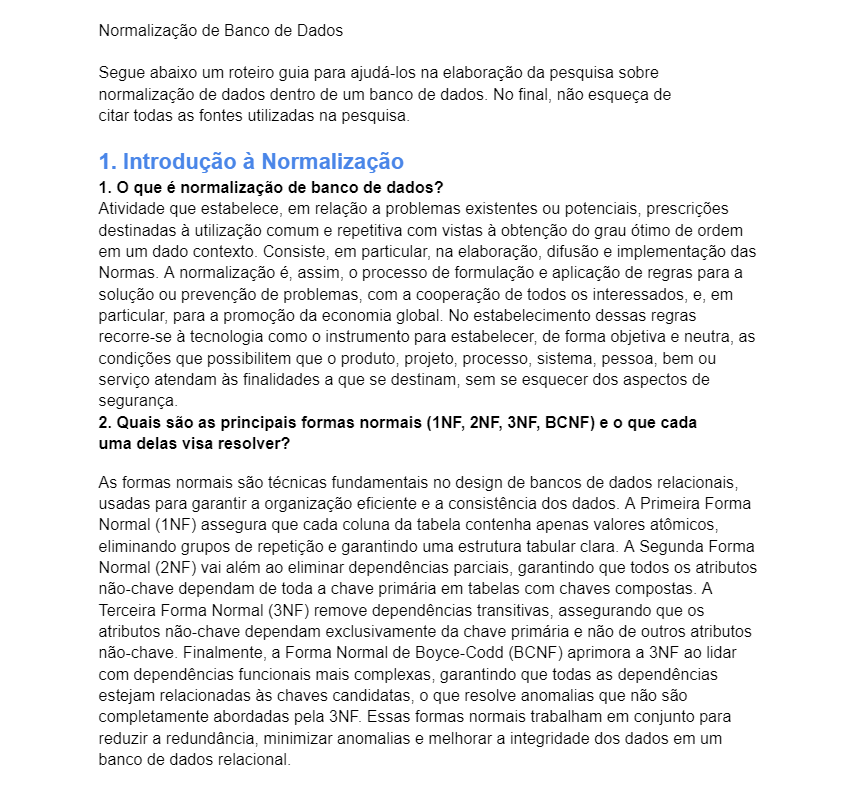 Normalização de Banco de Dados
Segue abaixo um roteiro guia para ajudá-los na elaboração da pesquisa sobre
normalização de dados dentro de um banco de dados. No final, não esqueça de
citar todas as fontes utilizadas na pesquisa.
1. Introdução à Normalização
1. O que é normalização de banco de dados?
Atividade que estabelece, em relação a problemas existentes ou potenciais, prescrições
destinadas à utilização comum e repetitiva com vistas à obtenção do grau ótimo de ordem
em um dado contexto. Consiste, em particular, na elaboração, difusão e implementação das
Normas. A normalização é, assim, o processo de formulação e aplicação de regras para a
solução ou prevenção de problemas, com a cooperação de todos os interessados, e, em
particular, para a promoção da economia global. No estabelecimento dessas regras
recorre-se à tecnologia como o instrumento para estabelecer, de forma objetiva e neutra, as
condições que possibilitem que o produto, projeto, processo, sistema, pessoa, bem ou
serviço atendam às finalidades a que se destinam, sem se esquecer dos aspectos de
segurança.
2. Quais são as principais formas normais (1NF, 2NF, 3NF, BCNF) e o que cada
uma delas visa resolver?
As formas normais são técnicas fundamentais no design de bancos de dados relacionais,
usadas para garantir a organização eficiente e a consistência dos dados. A Primeira Forma
Normal (1NF) assegura que cada coluna da tabela contenha apenas valores atômicos,
eliminando grupos de repetição e garantindo uma estrutura tabular clara. A Segunda Forma
Normal (2NF) vai além ao eliminar dependências parciais, garantindo que todos os atributos
não-chave dependam de toda a chave primária em tabelas com chaves compostas. A
Terceira Forma Normal (3NF) remove dependências transitivas, assegurando que os
atributos não-chave dependam exclusivamente da chave primária e não de outros atributos
não-chave. Finalmente, a Forma Normal de Boyce-Codd (BCNF) aprimora a 3NF ao lidar
com dependências funcionais mais complexas, garantindo que todas as dependências
estejam relacionadas às chaves candidatas, o que resolve anomalias que não são
completamente abordadas pela 3NF. Essas formas normais trabalham em conjunto para
reduzir a redundância, minimizar anomalias e melhorar a integridade dos dados em um
banco de dados relacional.